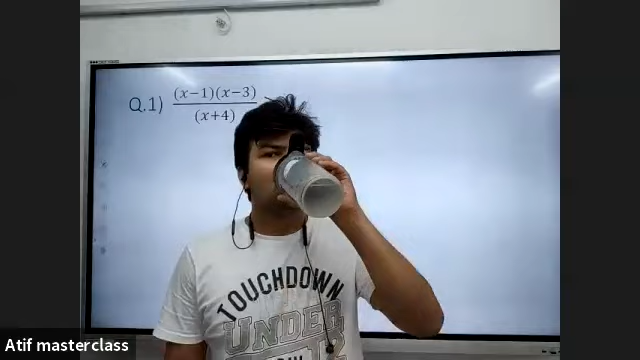 Q.1) (x-1)(x-3)
(x+4)
TOUCHDOWN
UNDER
Atif masterclass